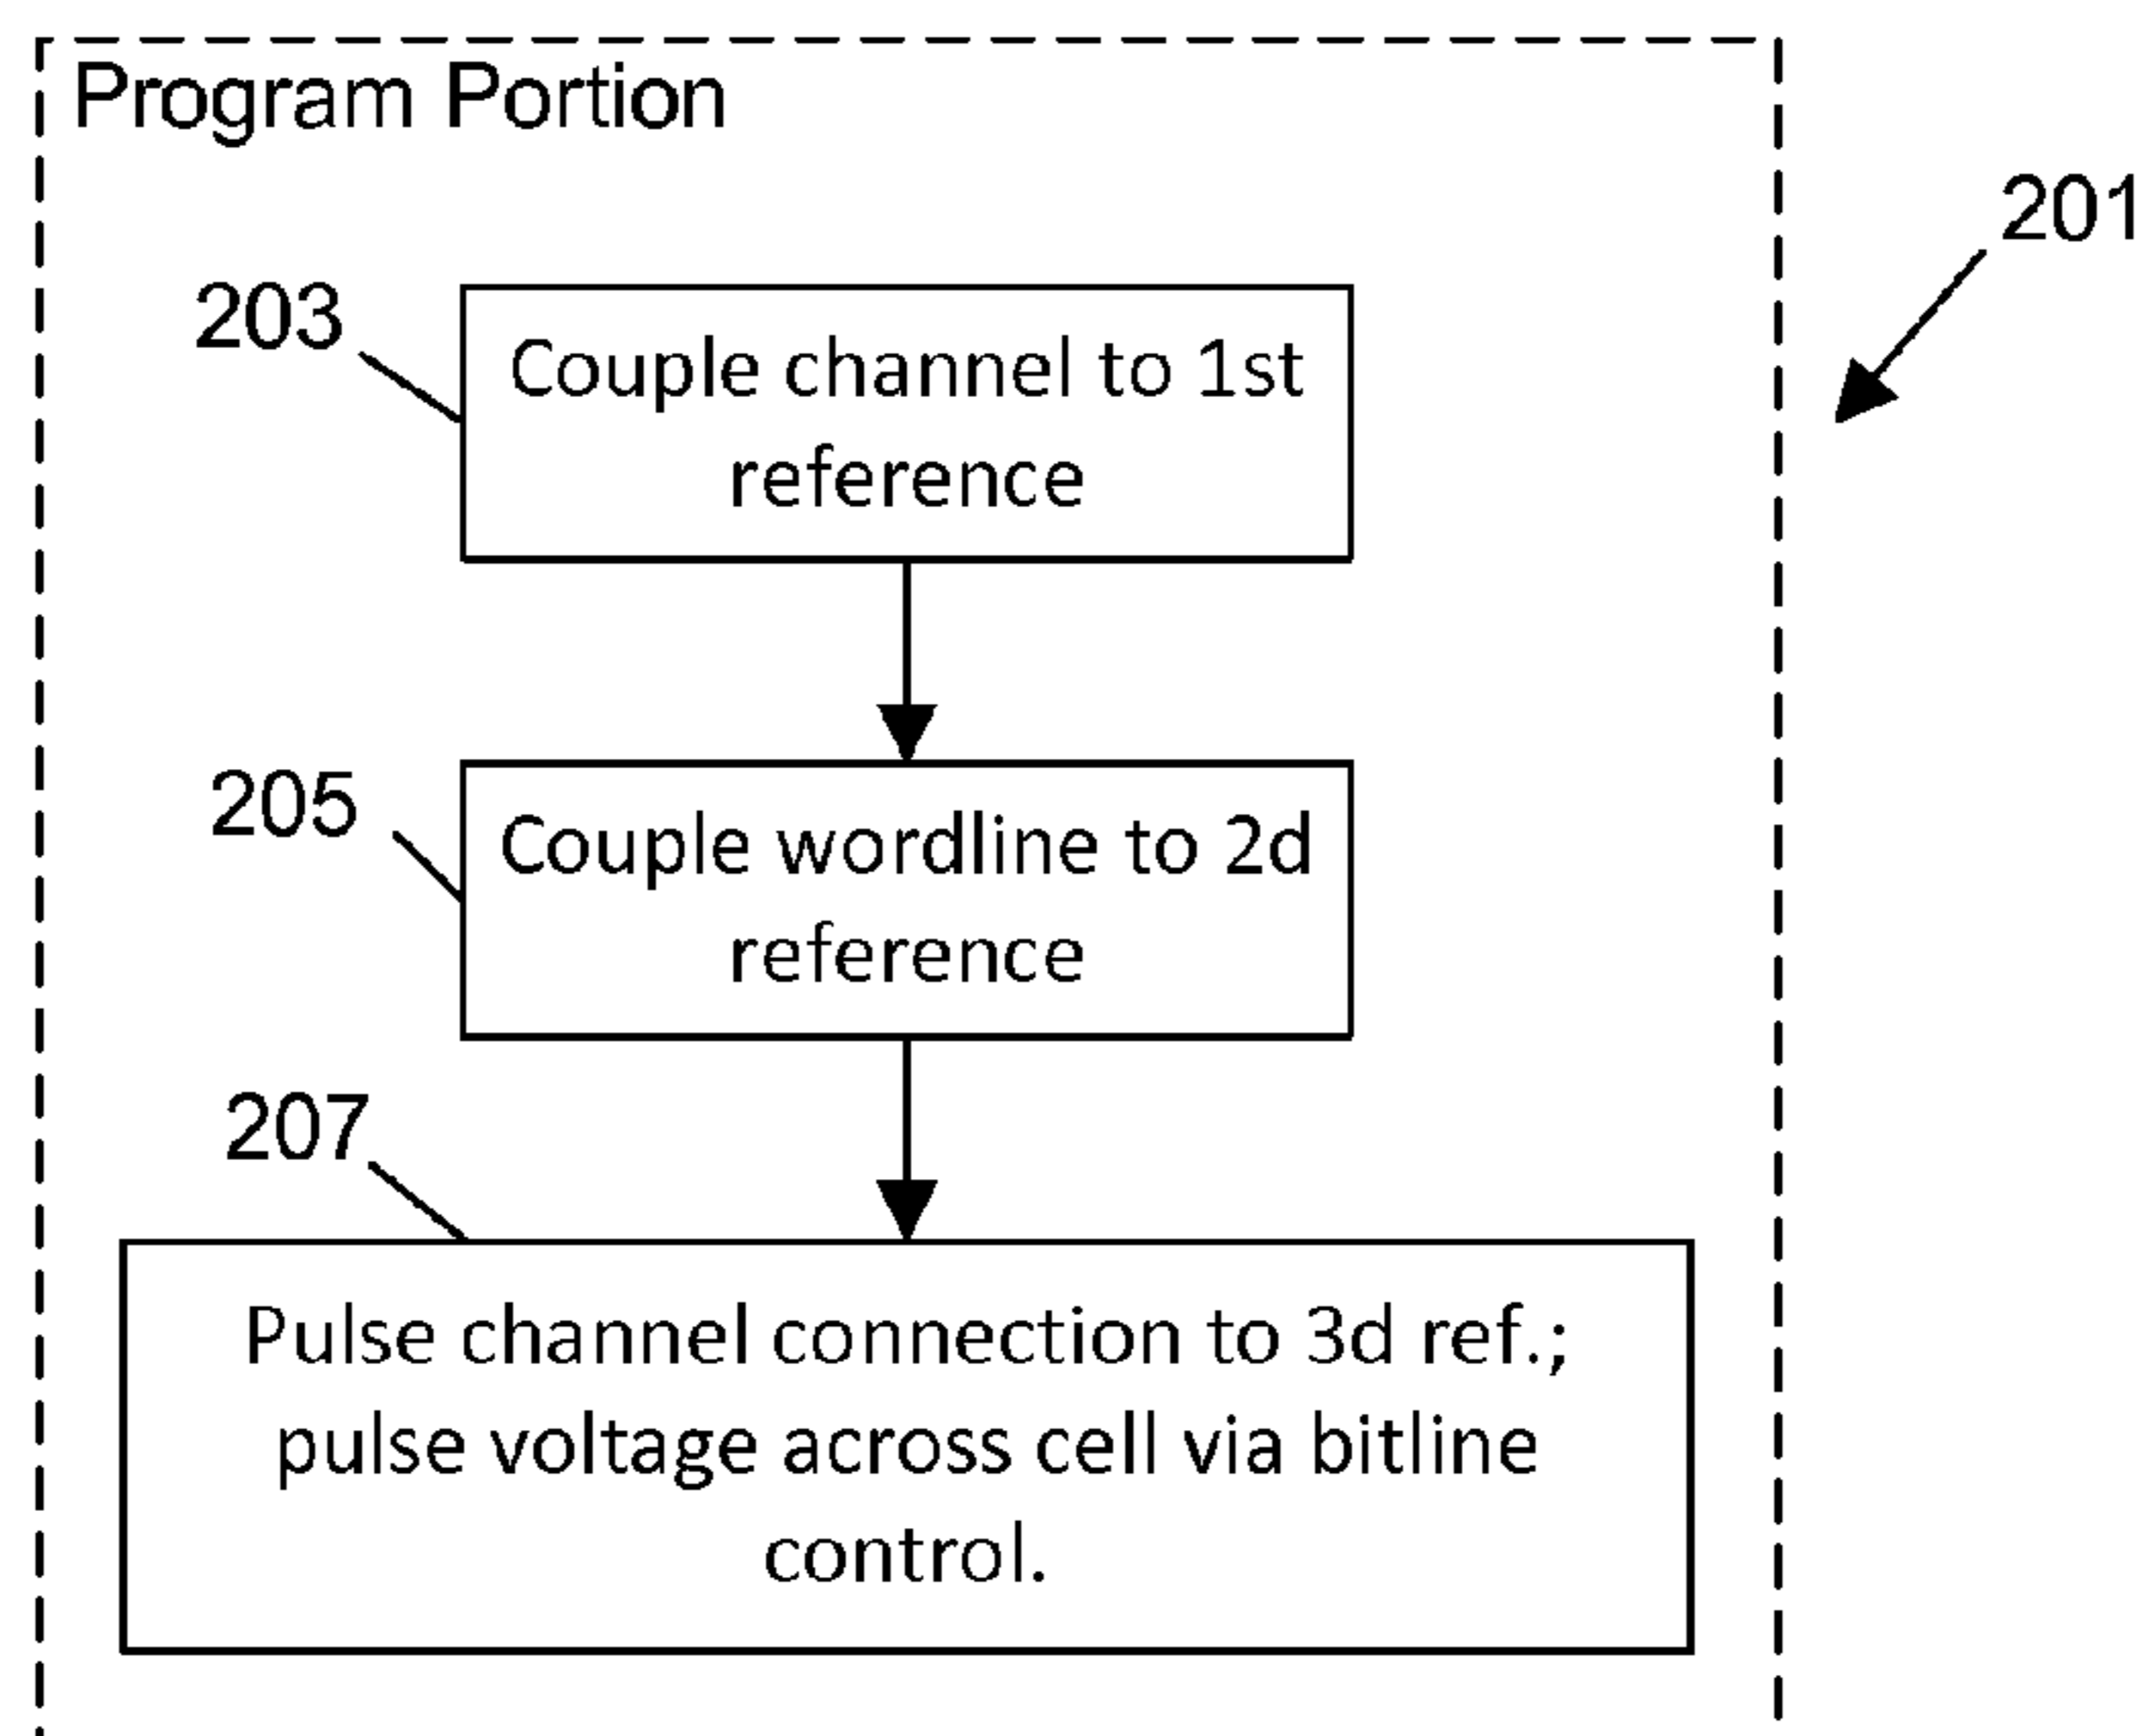 Program Portion
201
203
Couple channel to 1st
reference
205
Couple wordline to 2d
reference
207
Pulse channel connection to 3d ref.;
pulse voltage across cell via bitline
control.